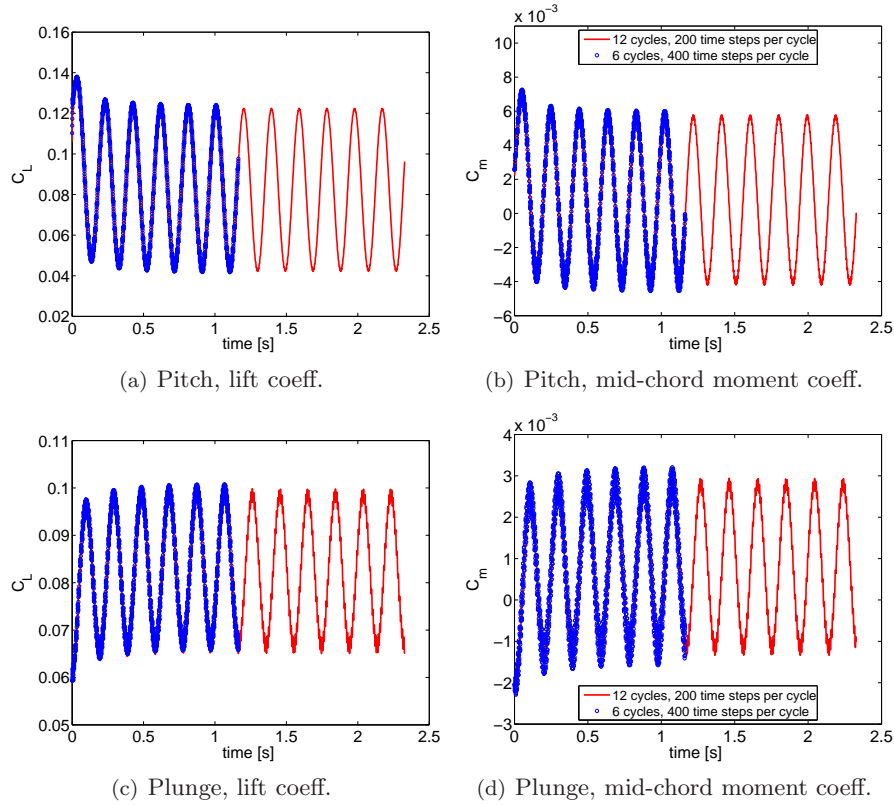 0.16
0.14
0.12
0.1
0.08
0.06
0.04
0.02
C_L
0 0.5 1 1.5 2 2.5
time [s]
(a) Pitch, lift coeff.
x 10^-3
10
8
6
4
2
0
−2
−4
−6
C_m
12 cycles, 200 time steps per cycle
6 cycles, 400 time steps per cycle
0 0.5 1 1.5 2 2.5
time [s]
(b) Pitch, mid-chord moment coeff.
0.11
0.1
0.09
0.08
0.07
0.06
0.05
C_L
0 0.5 1 1.5 2 2.5
time [s]
(c) Plunge, lift coeff.
x 10^-3
4
3
2
1
0
−1
−2
−3
C_m
12 cycles, 200 time steps per cycle
6 cycles, 400 time steps per cycle
0 0.5 1 1.5 2 2.5
time [s]
(d) Plunge, mid-chord moment coeff.